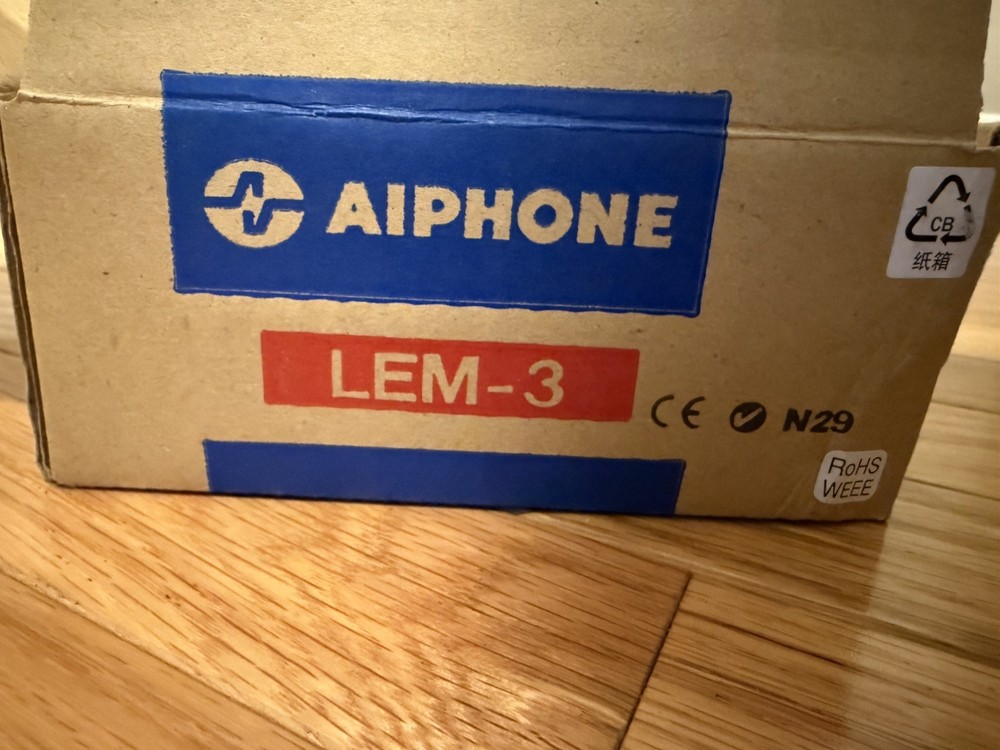 AIPHONE
CB
纸箱
LEM-3
CE N29
RoHS
WEEE